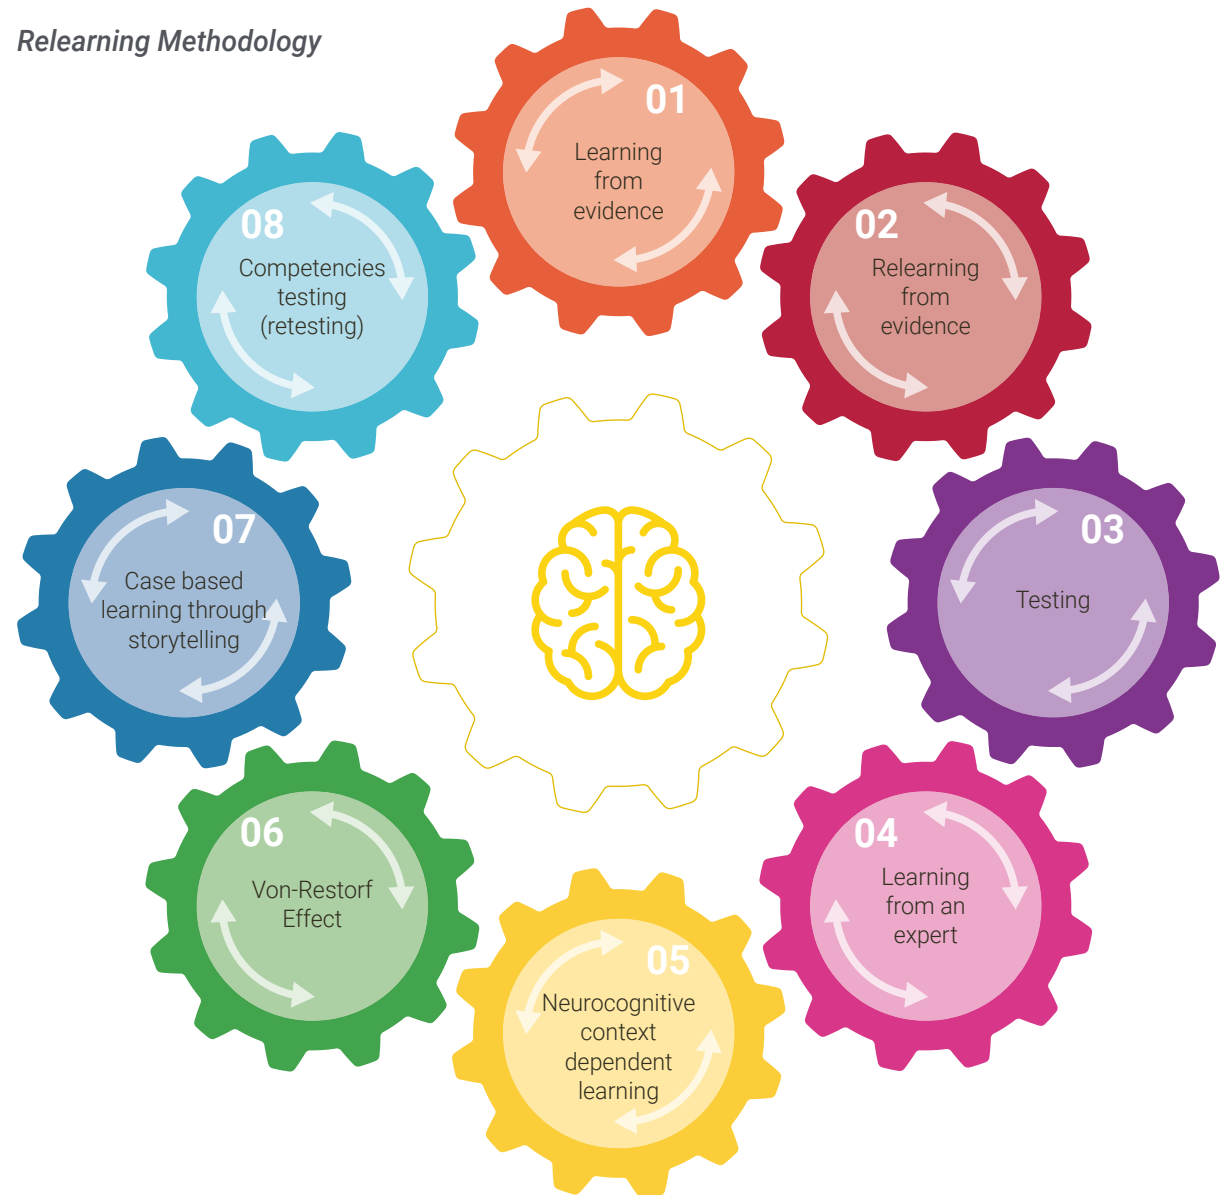 Relearning Methodology
01
Learning
from
evidence
02
Relearning
from
evidence
03
Testing
04
Learning
from an
expert
05
Neurocognitive
context
dependent
learning
06
Von-Restorf
Effect
07
Case based
learning through
storytelling
08
Competencies
testing
(retesting)